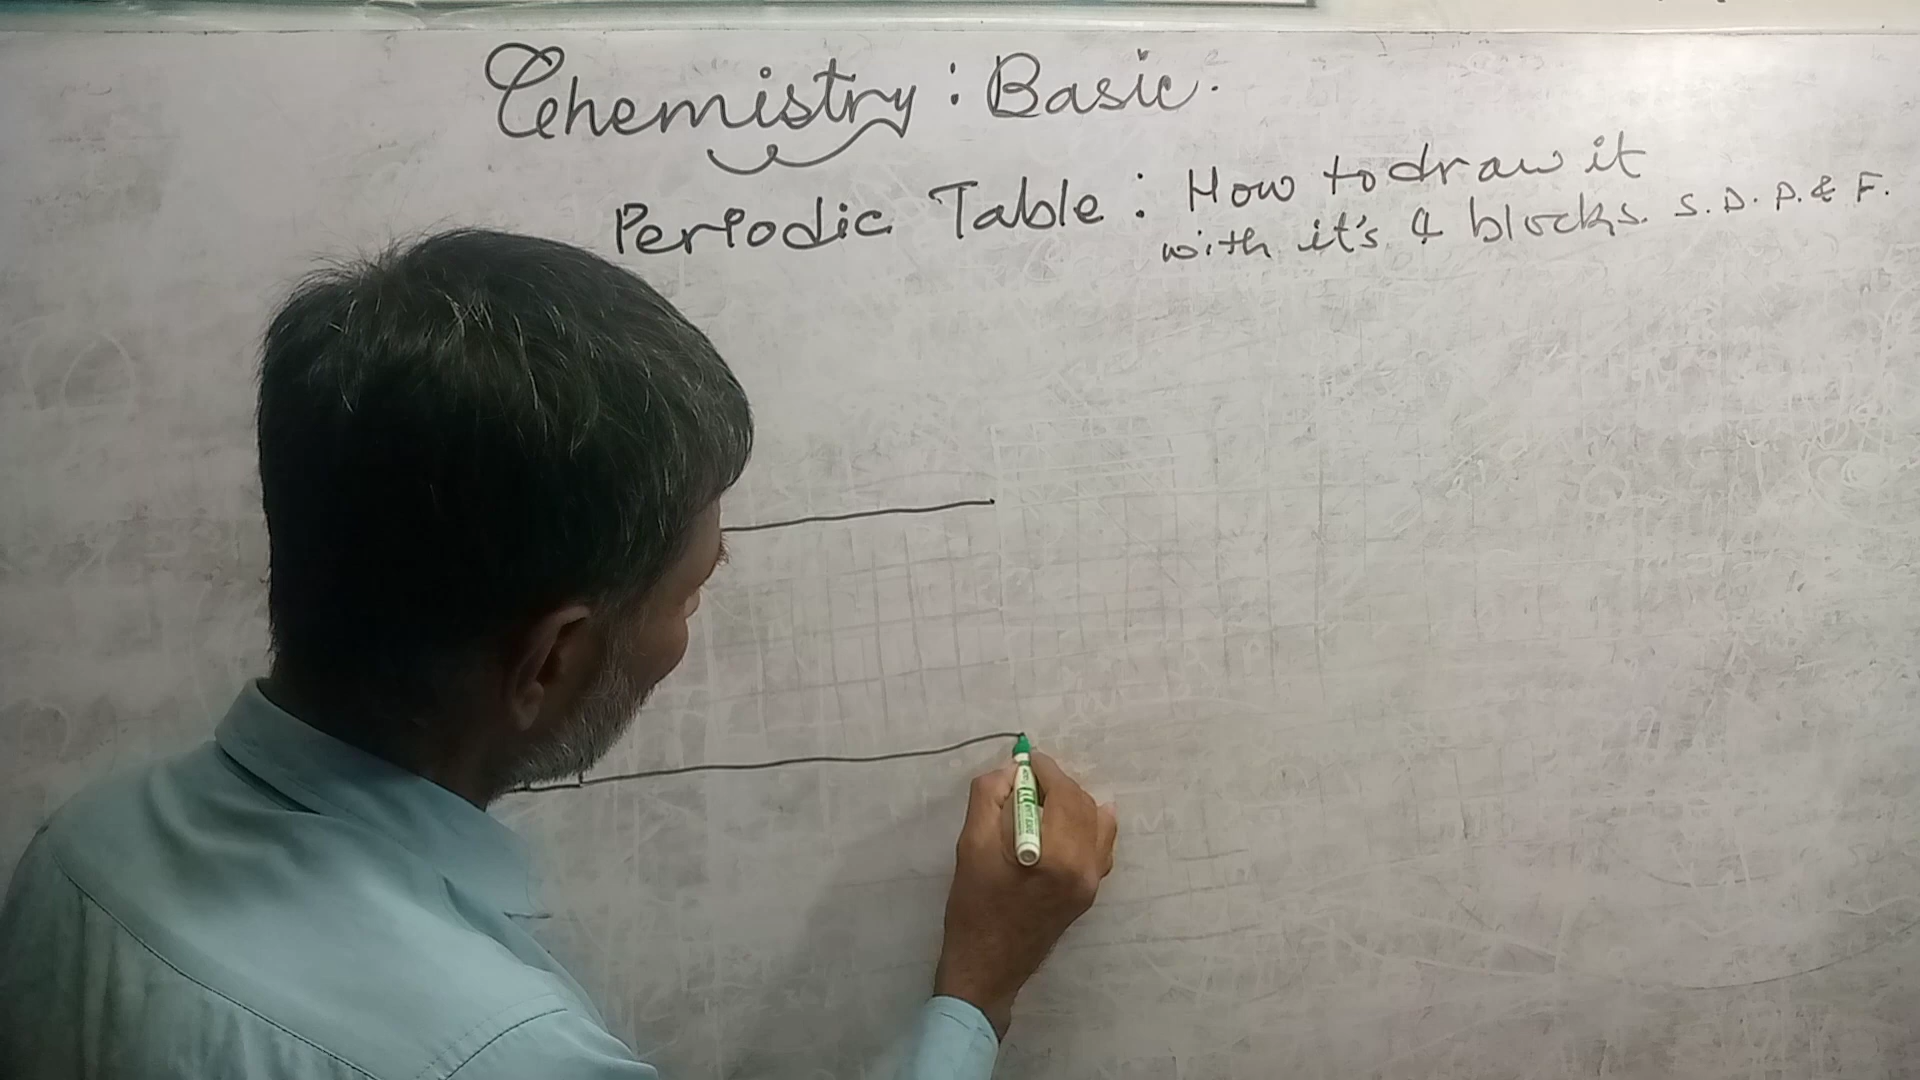 Chemistry: Basic.
Periodic Table: How to draw it
with it's 4 blocks. S. D. P. & F.